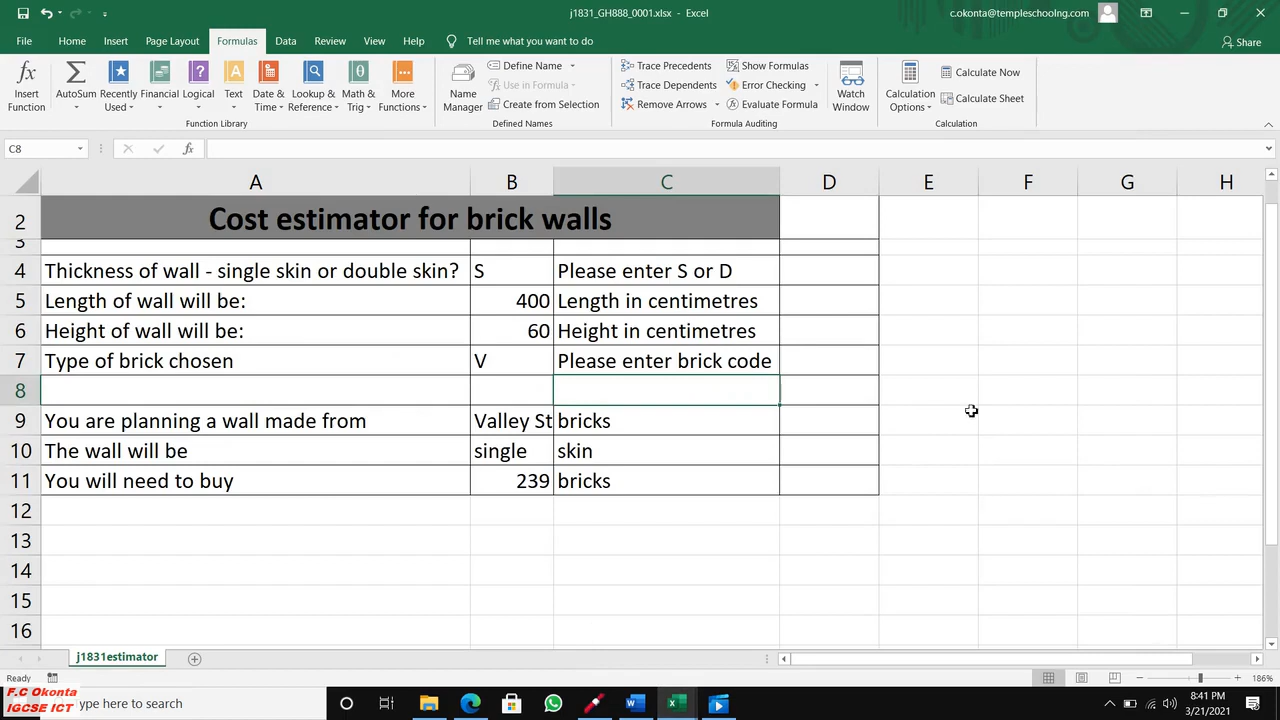 j1831_GH888_0001.xlsx - Excel
c.okonta@templeschoolng.com
File Home Insert Page Layout Formulas Data Review View Help Tell me what you want to do Share
Insert Function
AutoSum
Recently Used
Financial
Logical
Text
Date & Time
Lookup & Reference
Math & Trig
More Functions
Function Library
Name Manager
Define Name
Use in Formula
Create from Selection
Defined Names
Trace Precedents
Trace Dependents
Remove Arrows
Show Formulas
Error Checking
Evaluate Formula
Formula Auditing
Watch Window
Calculation Options
Calculate Now
Calculate Sheet
Calculation
C8 fx
A B C D E F G H
2 Cost estimator for brick walls
3
4 Thickness of wall - single skin or double skin? S Please enter S or D
5 Length of wall will be: 400 Length in centimetres
6 Height of wall will be: 60 Height in centimetres
7 Type of brick chosen V Please enter brick code
8
9 You are planning a wall made from Valley St bricks
10 The wall will be single skin
11 You will need to buy 239 bricks
12
13
14
15
16
j1831estimator
Ready 186%
F.C Okonta
IGCSE ICT
ype here to search
8:41 PM
3/21/2021